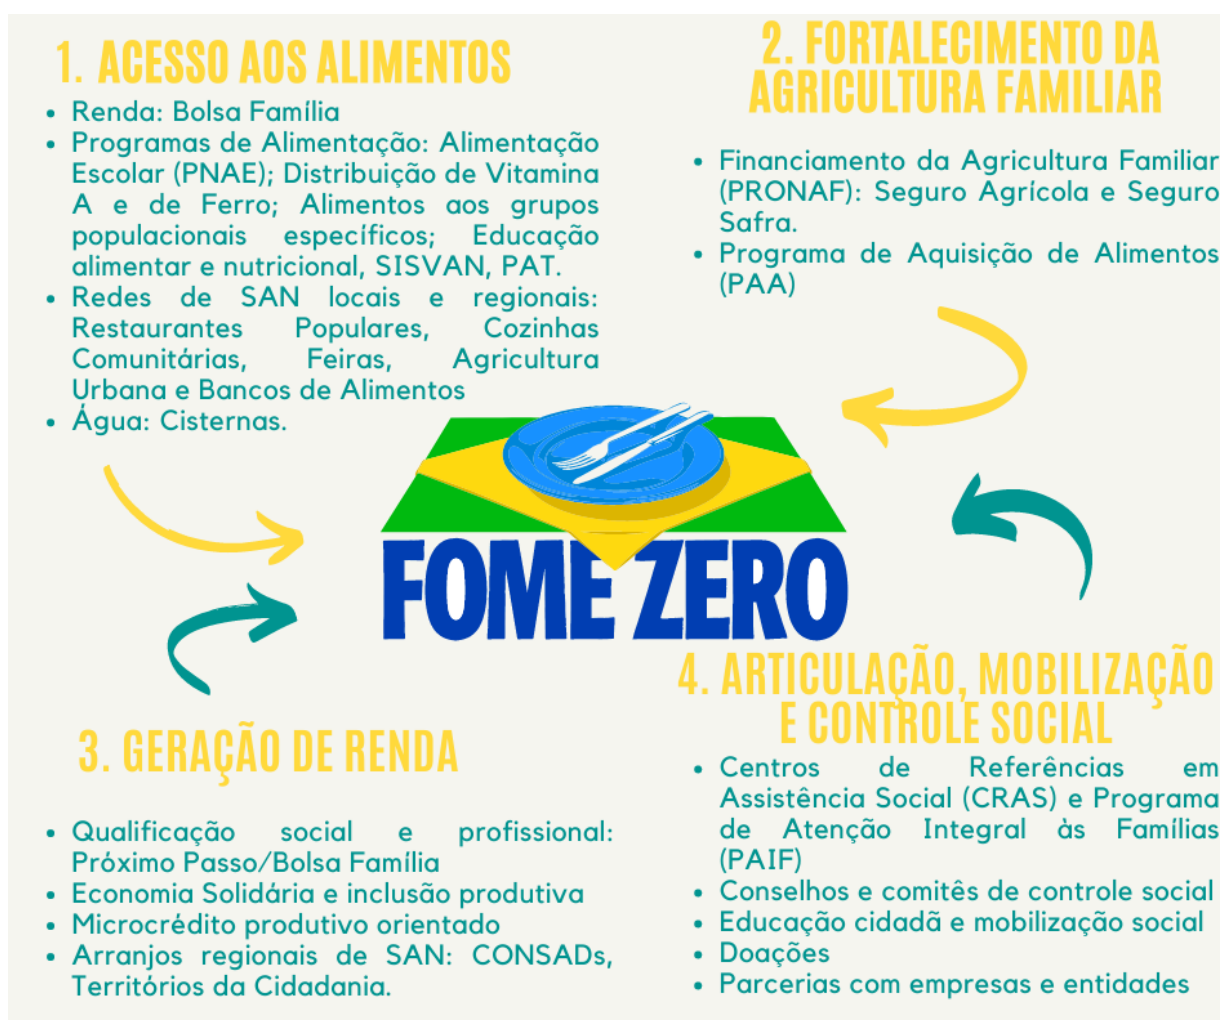 1. ACESSO AOS ALIMENTOS
• Renda: Bolsa Família
• Programas de Alimentação: Alimentação
Escolar (PNAE); Distribuição de Vitamina
A e de Ferro; Alimentos aos grupos
populacionais específicos; Educação
alimentar e nutricional, SISVAN, PAT.
• Redes de SAN locais e regionais:
Restaurantes Populares, Cozinhas
Comunitárias, Feiras, Agricultura
Urbana e Bancos de Alimentos
• Água: Cisternas.
2. FORTALECIMENTO DA
AGRICULTURA FAMILIAR
• Financiamento da Agricultura Familiar
(PRONAF): Seguro Agrícola e Seguro
Safra.
• Programa de Aquisição de Alimentos
(PAA)
FOME ZERO
3. GERAÇÃO DE RENDA
• Qualificação social e profissional:
Próximo Passo/Bolsa Família
• Economia Solidária e inclusão produtiva
• Microcrédito produtivo orientado
• Arranjos regionais de SAN: CONSADs,
Territórios da Cidadania.
4. ARTICULAÇÃO, MOBILIZAÇÃO
E CONTROLE SOCIAL
• Centros de Referências em
Assistência Social (CRAS) e Programa
de Atenção Integral às Famílias
(PAIF)
• Conselhos e comitês de controle social
• Educação cidadã e mobilização social
• Doações
• Parcerias com empresas e entidades